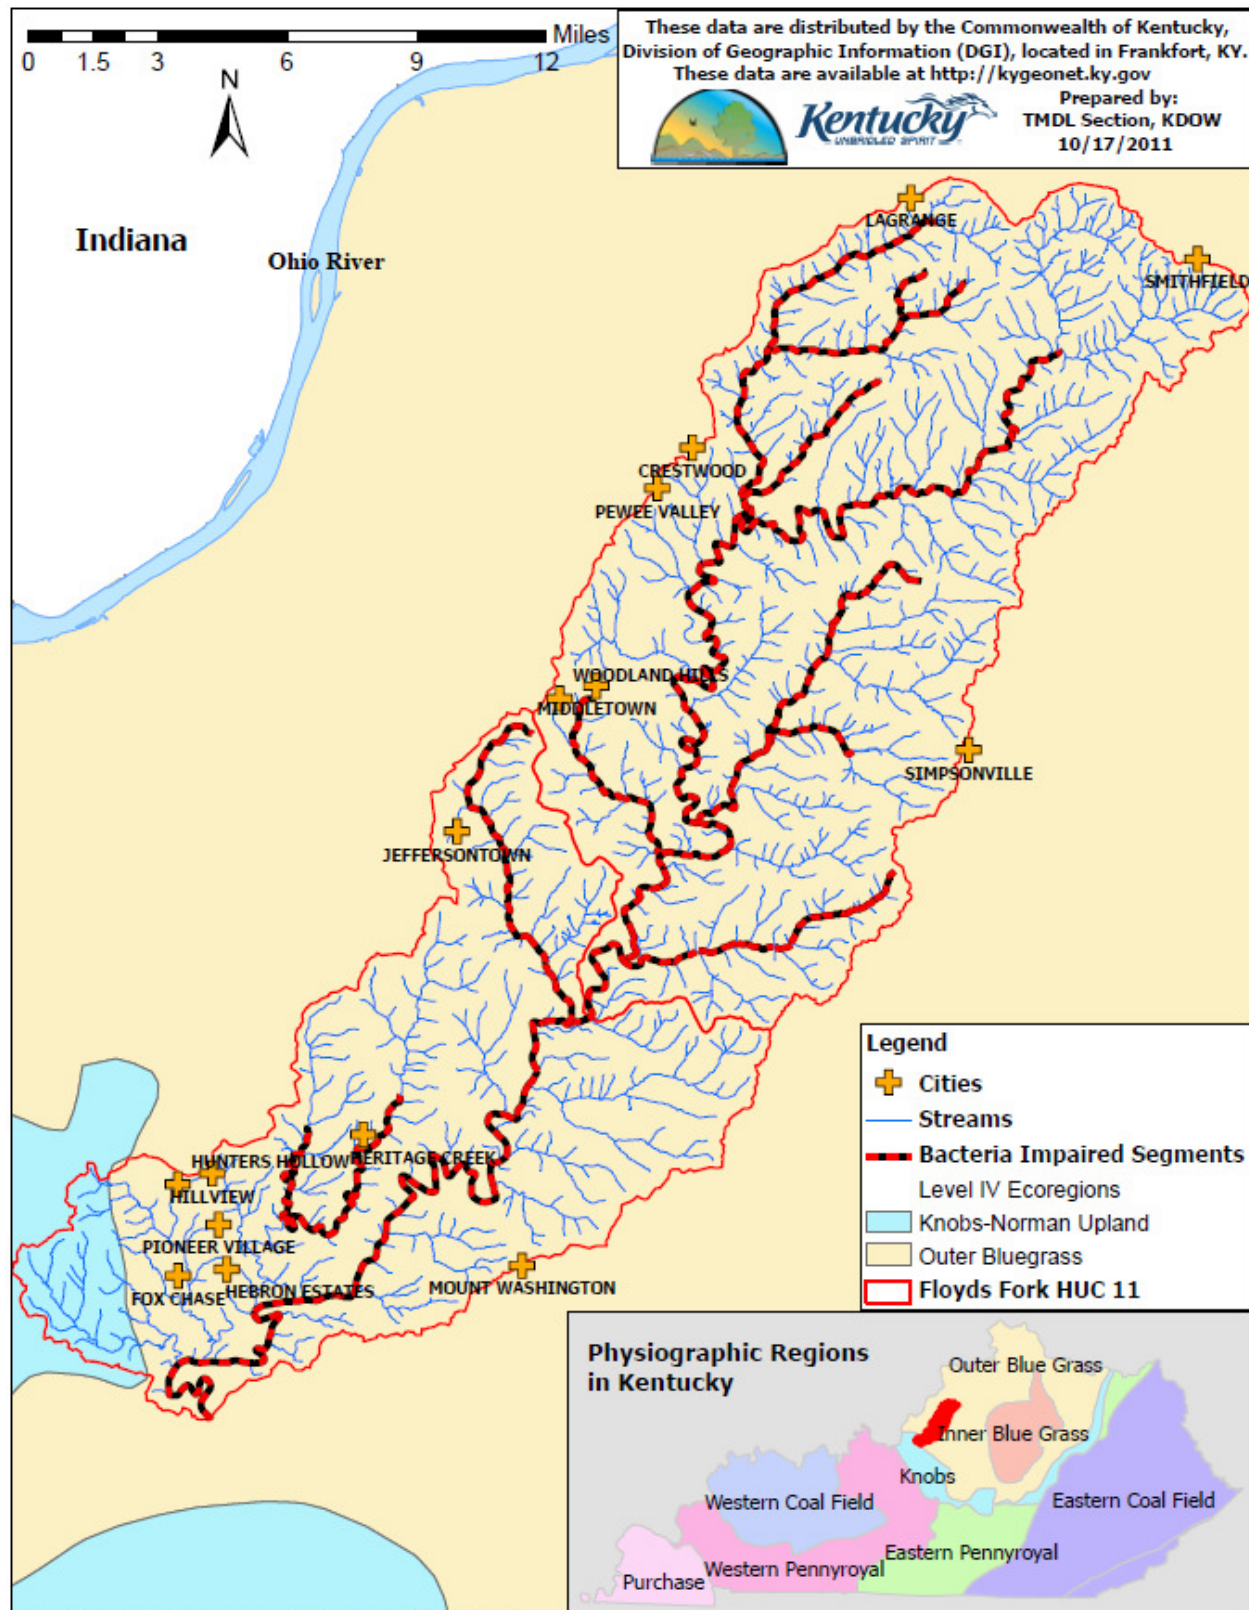 Miles
0 1.5 3 6 9 12
N
These data are distributed by the Commonwealth of Kentucky,
Division of Geographic Information (DGI), located in Frankfort, KY.
These data are available at http://kygeonet.ky.gov
Kentucky
UNBRIDLED SPIRIT
Prepared by:
TMDL Section, KDOW
10/17/2011
Indiana
Ohio River
LAGRANGE
SMITHFIELD
CRESTWOOD
PEWEE VALLEY
WOODLAND HILLS
MIDDLETOWN
SIMPSONVILLE
JEFFERSONTOWN
HUNTERS HOLLOW
HERITAGE CREEK
HILLVIEW
PIONEER VILLAGE
FOX CHASE
HEBRON ESTATES
MOUNT WASHINGTON
Legend
Cities
Streams
Bacteria Impaired Segments
Level IV Ecoregions
Knobs-Norman Upland
Outer Bluegrass
Floyds Fork HUC 11
Physiographic Regions
in Kentucky
Outer Blue Grass
Inner Blue Grass
Knobs
Western Coal Field
Eastern Coal Field
Eastern Pennyroyal
Western Pennyroyal
Purchase